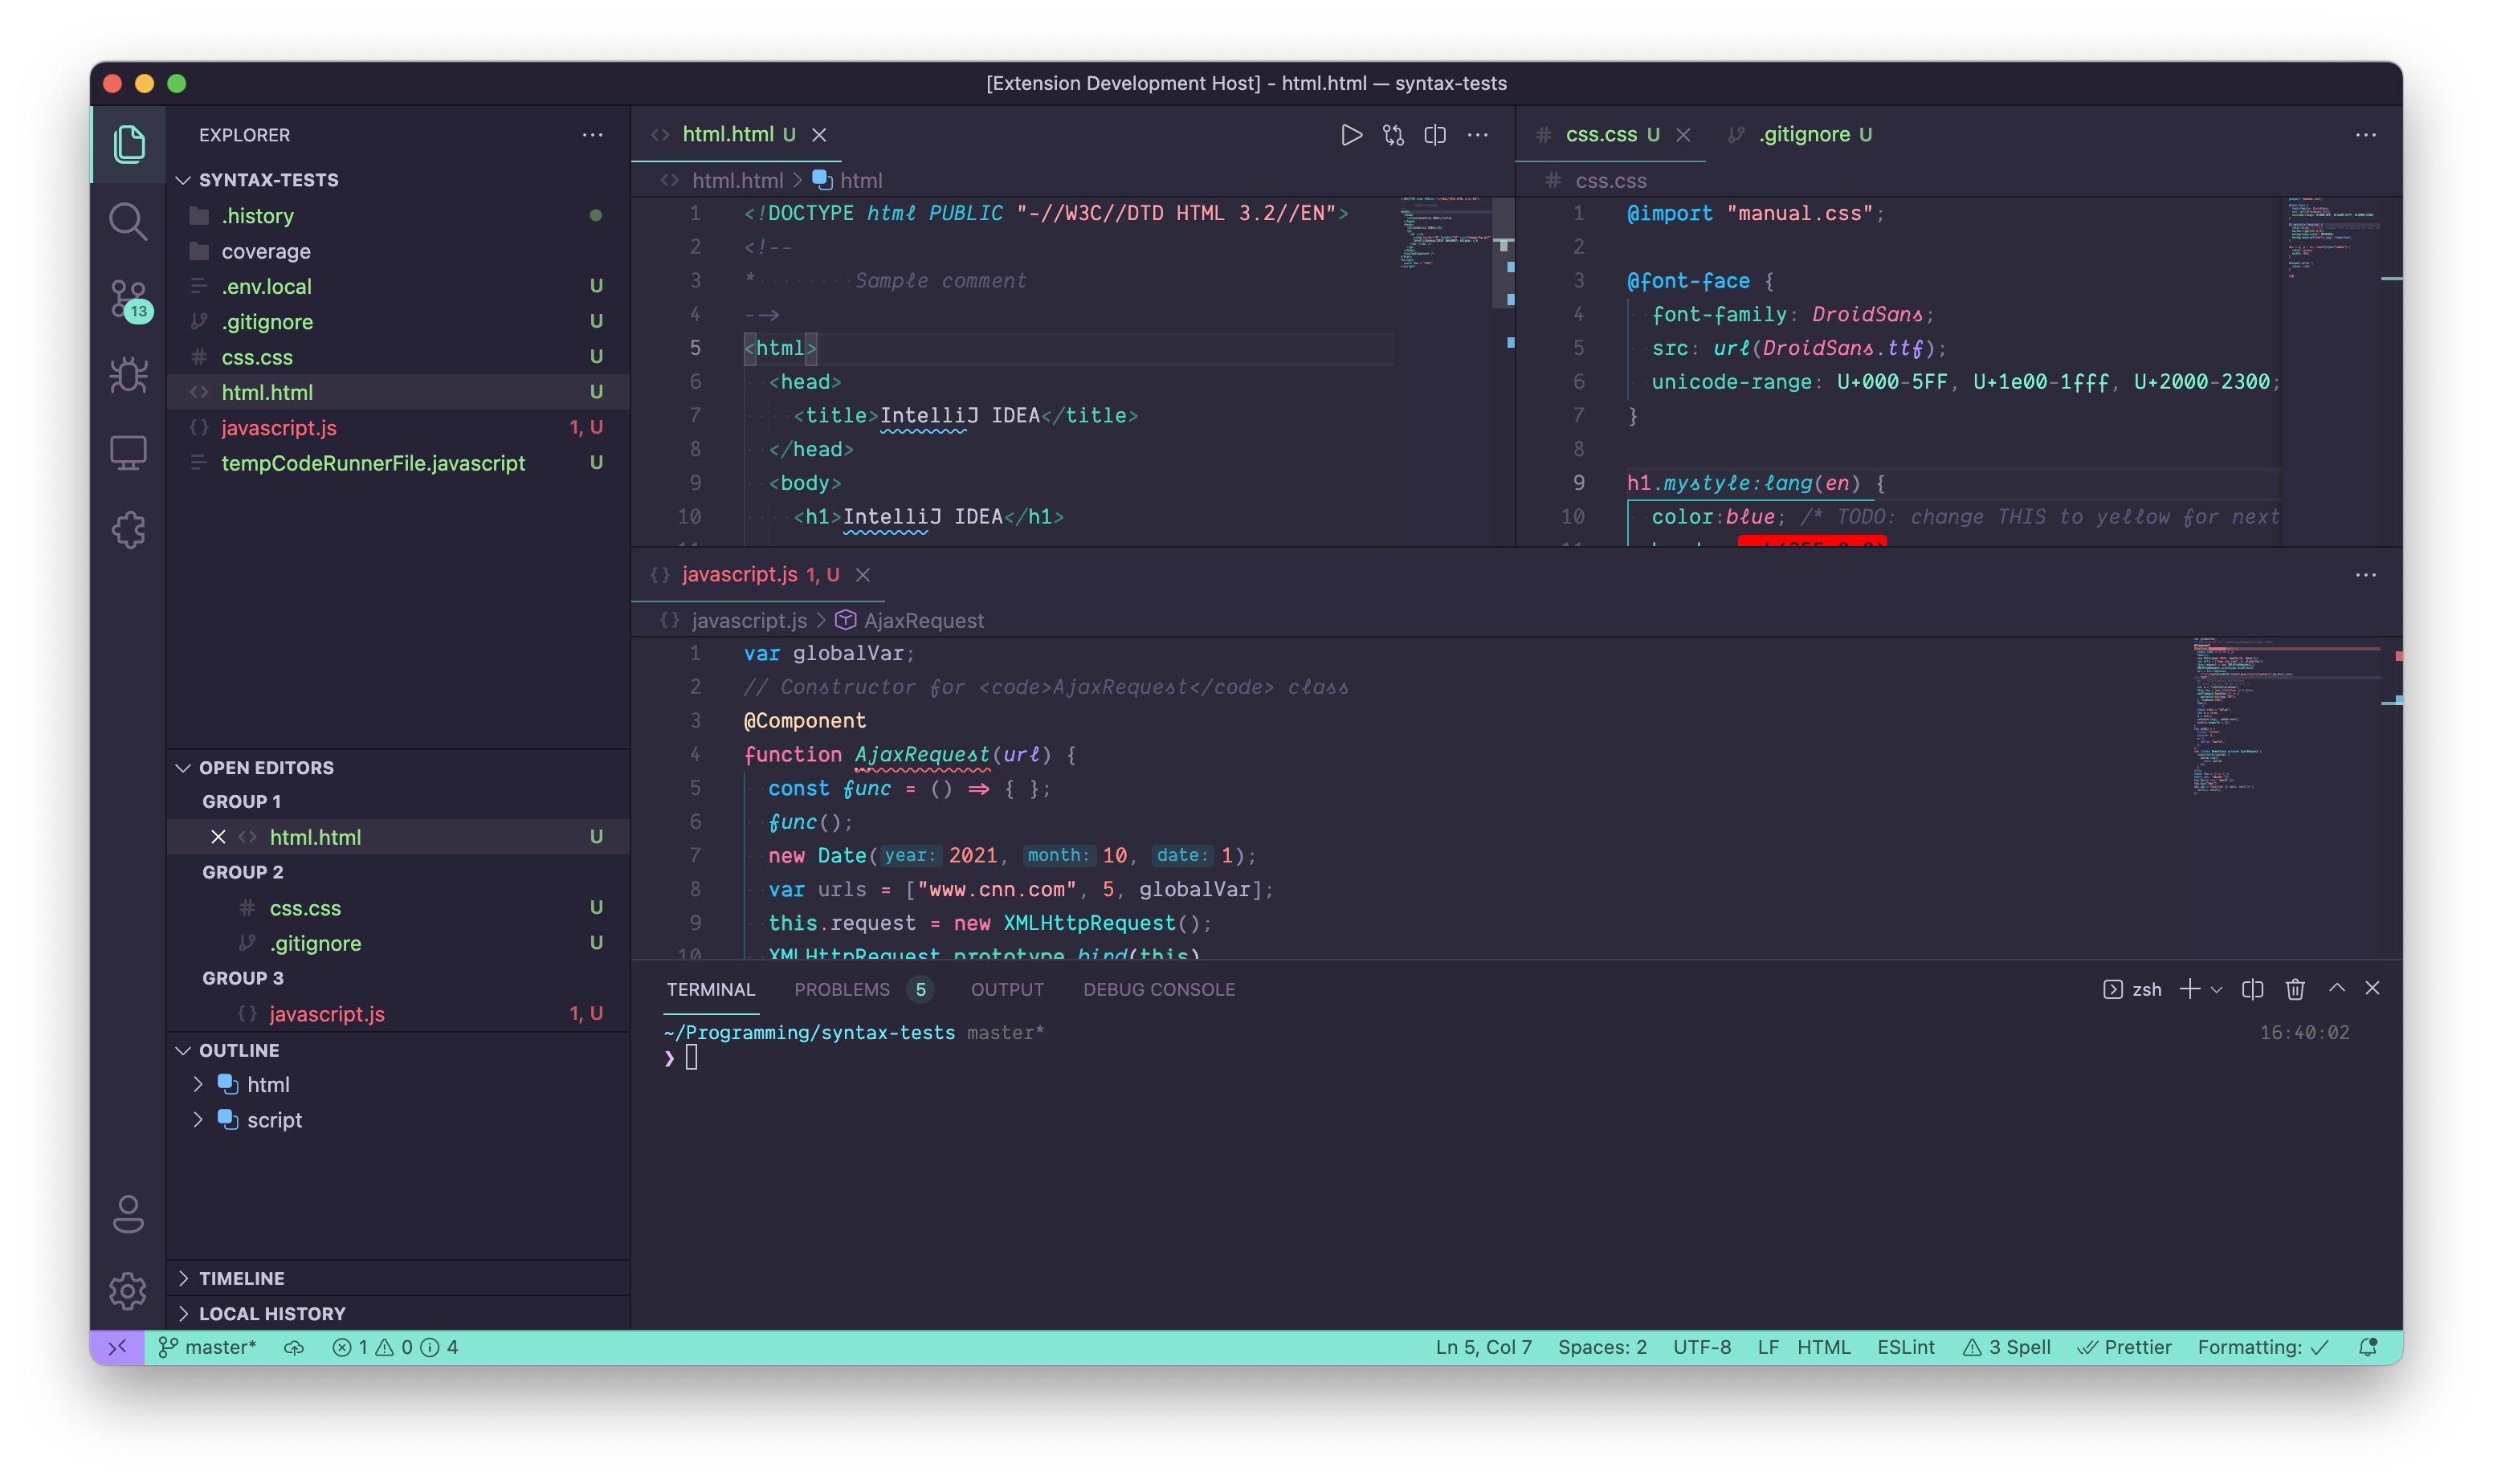 [Extension Development Host] - html.html — syntax-tests
EXPLORER
SYNTAX-TESTS
.history
coverage
.env.local U
.gitignore U
css.css U
html.html U
javascript.js 1, U
tempCodeRunnerFile.javascript U
OPEN EDITORS
GROUP 1
html.html U
GROUP 2
css.css U
.gitignore U
GROUP 3
javascript.js 1, U
OUTLINE
html
script
TIMELINE
LOCAL HISTORY
13
html.html U
html.html > html
1 <!DOCTYPE html PUBLIC "-//W3C//DTD HTML 3.2//EN">
2 <!--
3 * ········ Sample comment
4 -->
5 <html>
6 <head>
7 <title>IntelliJ IDEA</title>
8 </head>
9 <body>
10 <h1>IntelliJ IDEA</h1>
css.css U
.gitignore U
css.css
1 @import "manual.css";
2
3 @font-face {
4 font-family: DroidSans;
5 src: url(DroidSans.ttf);
6 unicode-range: U+000-5FF, U+1e00-1fff, U+2000-2300;
7 }
8
9 h1.mystyle:lang(en) {
10 color:blue; /* TODO: change THIS to yellow for next
javascript.js 1, U
javascript.js > AjaxRequest
1 var globalVar;
2 // Constructor for <code>AjaxRequest</code> class
3 @Component
4 function AjaxRequest(url) {
5 const func = () => { };
6 func();
7 new Date(year: 2021, month: 10, date: 1);
8 var urls = ["www.cnn.com", 5, globalVar];
9 this.request = new XMLHttpRequest();
10 XMLHttpRequest.prototype.bind(this)
TERMINAL PROBLEMS 5 OUTPUT DEBUG CONSOLE
zsh
~/Programming/syntax-tests master* 16:40:02
❯
master* 1 0 4
Ln 5, Col 7 Spaces: 2 UTF-8 LF HTML ESLint 3 Spell Prettier Formatting: ✓